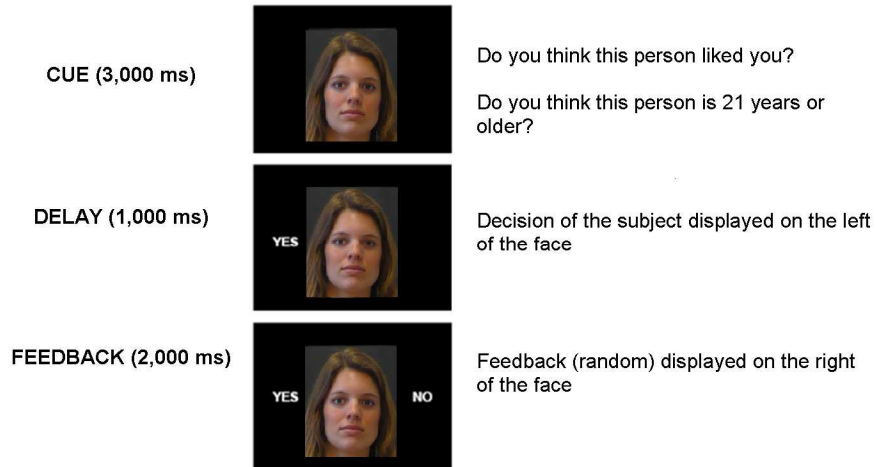 CUE (3,000 ms)
Do you think this person liked you?
Do you think this person is 21 years or
older?
DELAY (1,000 ms)
YES
Decision of the subject displayed on the left
of the face
FEEDBACK (2,000 ms)
YES
NO
Feedback (random) displayed on the right
of the face